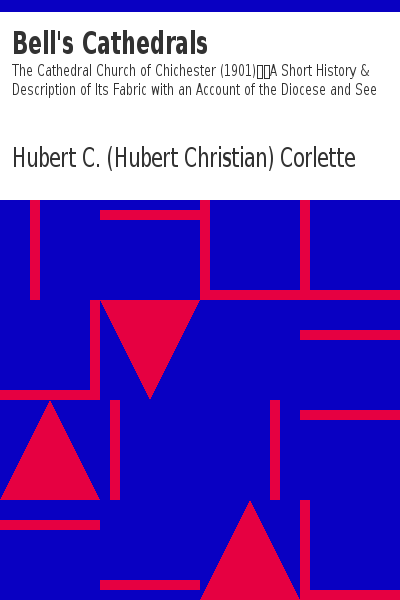 Bell's Cathedrals
The Cathedral Church of Chichester (1901)▯▯A Short History &
Description of Its Fabric with an Account of the Diocese and See
Hubert C. (Hubert Christian) Corlette